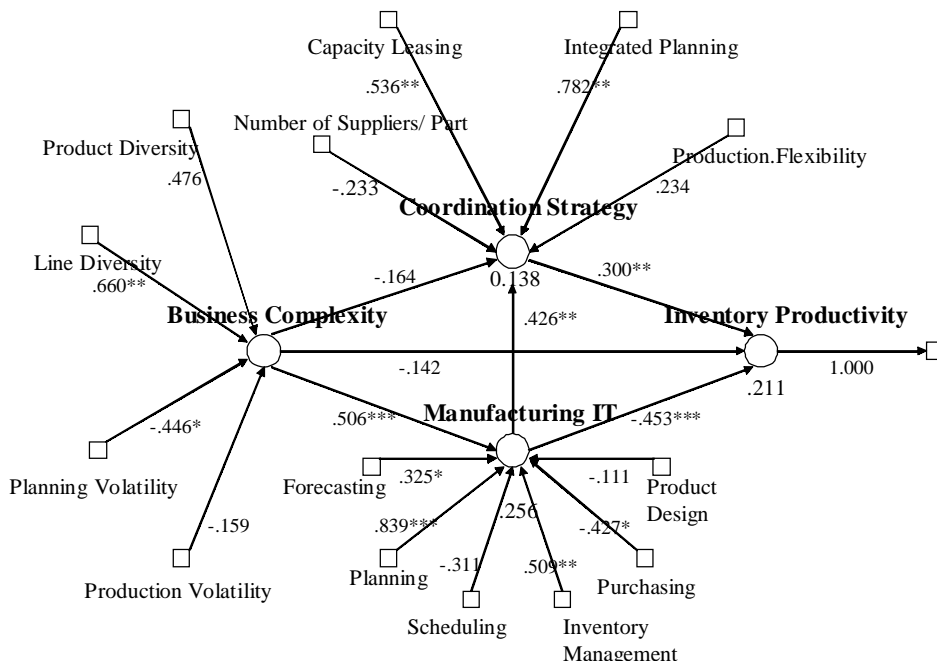 Capacity Leasing
Integrated Planning
.536**
.782**
Number of Suppliers/ Part
Product Diversity
Production.Flexibility
.476
-.233
.234
Coordination Strategy
Line Diversity
.660**
-.164
0.138
.300**
Business Complexity
.426**
Inventory Productivity
-.142
1.000
.211
-.446*
.506***
Manufacturing IT
-.453***
Planning Volatility
Forecasting
.325*
-.111
Product
Design
.256
-.159
.839***
-.427*
Planning
-.311
.509**
Purchasing
Production Volatility
Scheduling
Inventory
Management